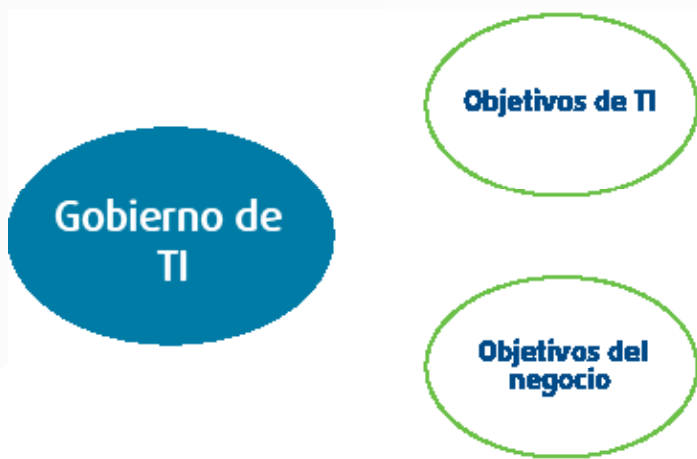 Objetivos de TI
Gobierno de
TI
Objetivos del
negocio